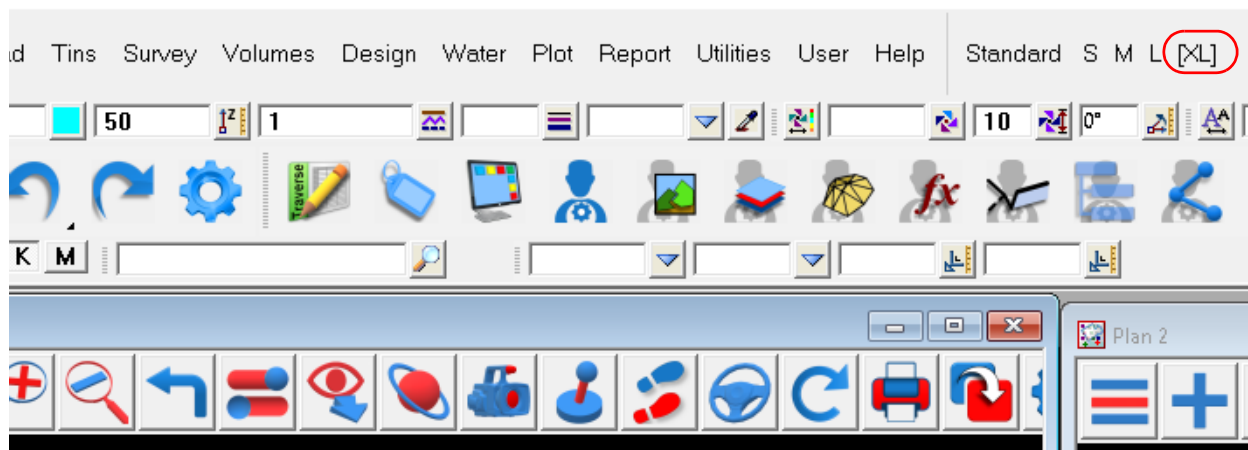 ad Tins Survey Volumes Design Water Plot Report Utilities User Help Standard S M L [XL]
50 z 1 10 0° A A
Traverse fx
K M
Plan 2